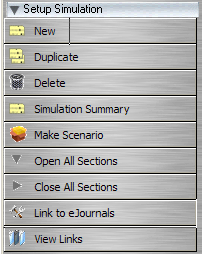 Setup Simulation
New
Duplicate
Delete
Simulation Summary
Make Scenario
Open All Sections
Close All Sections
Link to eJournals
View Links